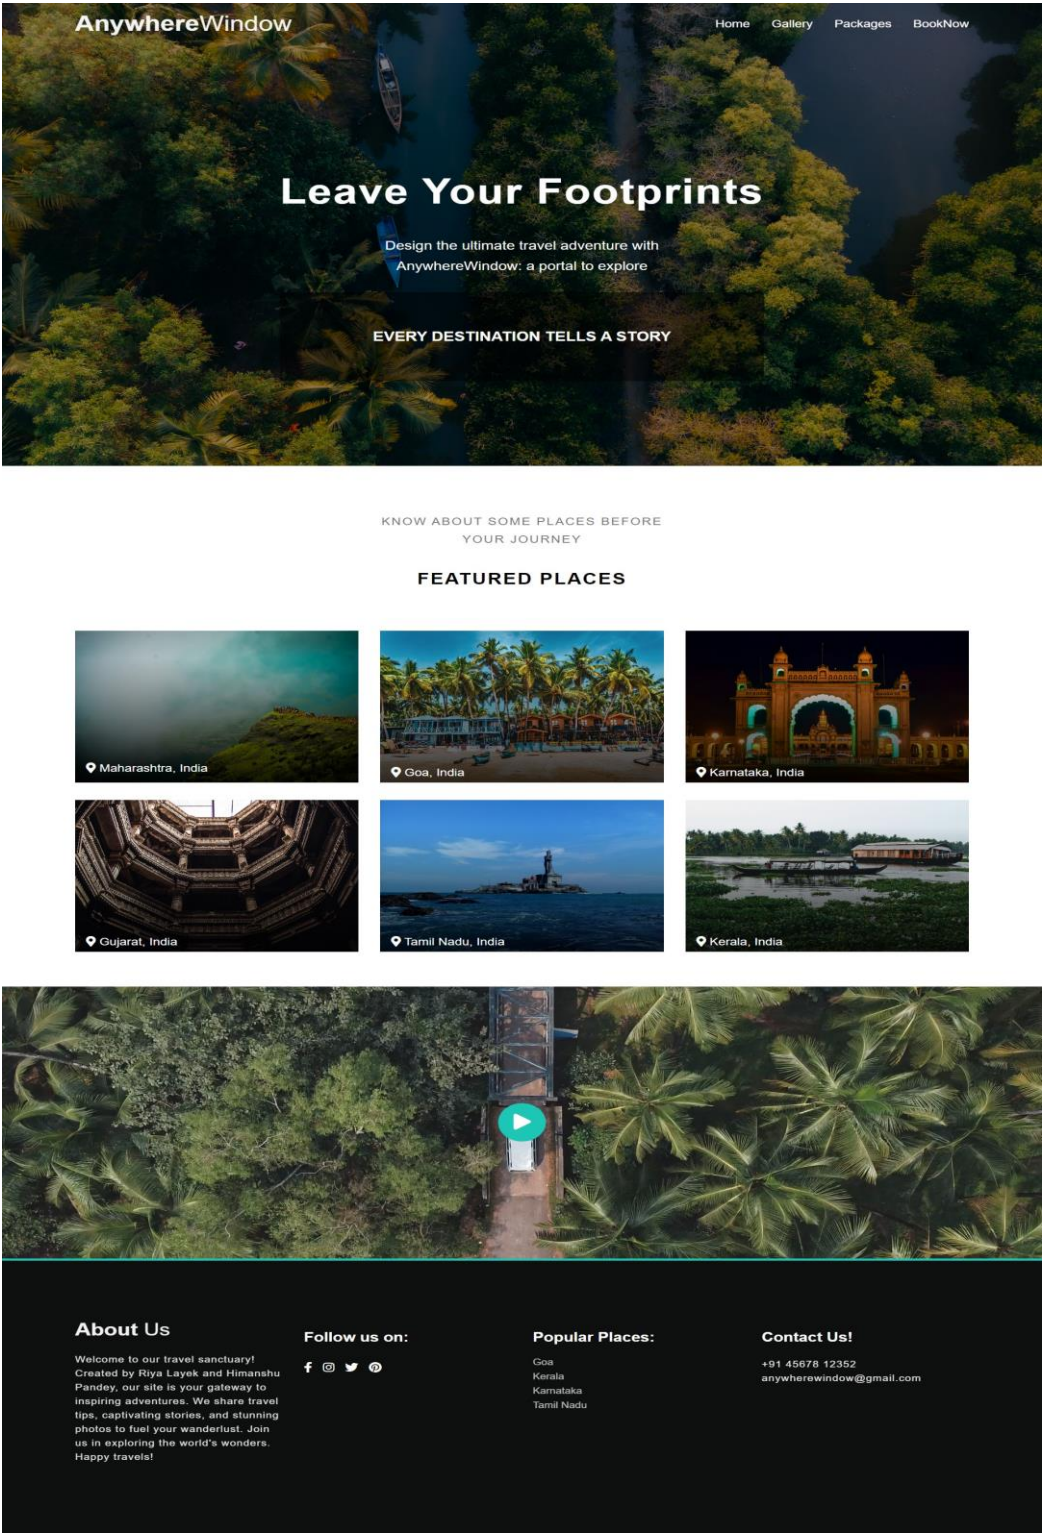 AnywhereWindow
Home Gallery Packages BookNow
Leave Your Footprints
Design the ultimate travel adventure with
AnywhereWindow: a portal to explore
EVERY DESTINATION TELLS A STORY
KNOW ABOUT SOME PLACES BEFORE
YOUR JOURNEY
FEATURED PLACES
Maharashtra, India
Goa, India
Karnataka, India
Gujarat, India
Tamil Nadu, India
Kerala, India
About Us
Welcome to our travel sanctuary!
Created by Riya Layek and Himanshu
Pandey, our site is your gateway to
inspiring adventures. We share travel
tips, captivating stories, and stunning
photos to fuel your wanderlust. Join
us in exploring the world's wonders.
Happy travels!
Follow us on:
Popular Places:
Goa
Kerala
Karnataka
Tamil Nadu
Contact Us!
+91 45678 12352
anywherewindow@gmail.com